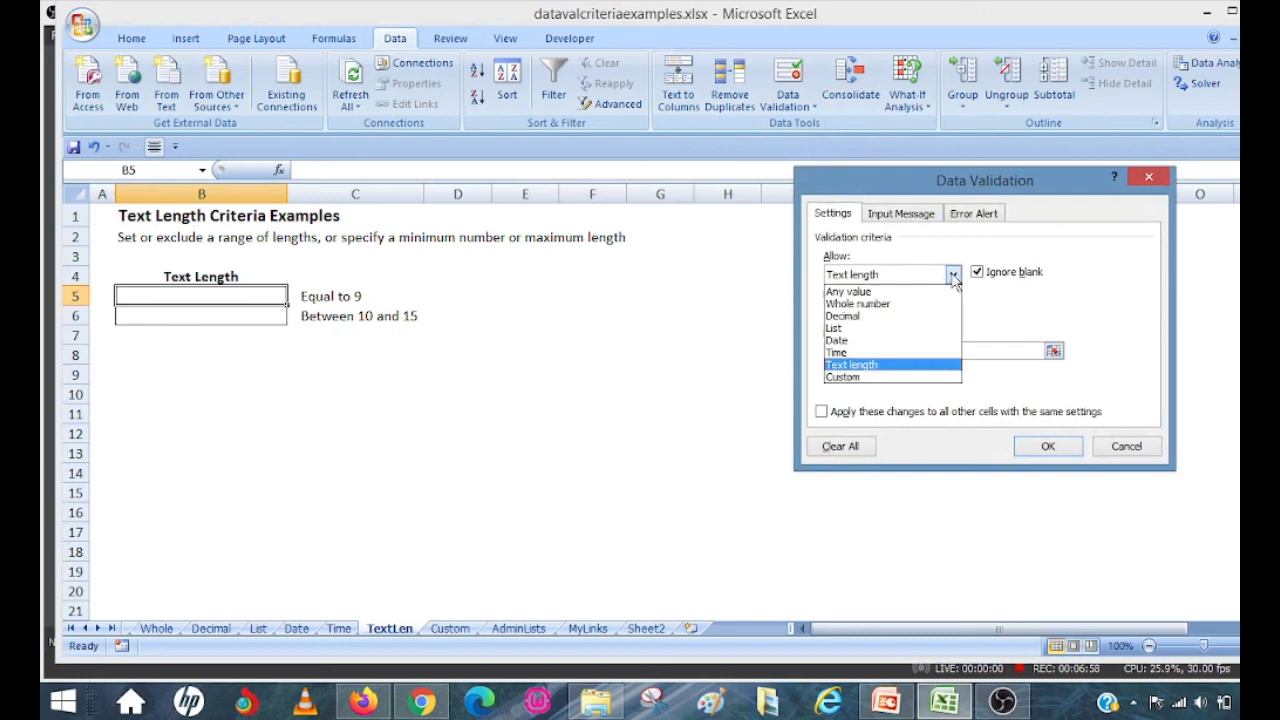 datavalcriteriaexamples.xlsx - Microsoft Excel
Home Insert Page Layout Formulas Data Review View Developer
From Access
From Web
From Text
From Other Sources
Existing Connections
Get External Data
Refresh All
Connections
Properties
Edit Links
Connections
Sort
Filter
Clear
Reapply
Advanced
Sort & Filter
Text to Columns
Remove Duplicates
Data Validation
Consolidate
What-If Analysis
Data Tools
Group
Ungroup
Subtotal
Show Detail
Hide Detail
Outline
Data Analy
Solver
Analysis
B5 fx
A B C D E F G H O
1 Text Length Criteria Examples
2 Set or exclude a range of lengths, or specify a minimum number or maximum length
3
4 Text Length
5 Equal to 9
6 Between 10 and 15
7
8
9
10
11
12
13
14
15
16
17
18
19
20
21
Data Validation ?
Settings Input Message Error Alert
Validation criteria
Allow:
Text length Ignore blank
Any value
Whole number
Decimal
List
Date
Time
Text length
Custom
Apply these changes to all other cells with the same settings
Clear All OK Cancel
Whole Decimal List Date Time TextLen Custom AdminLists MyLinks Sheet2
Ready 100%
LIVE: 00:00:00 REC: 00:06:58 CPU: 25.9%, 30.00 fps